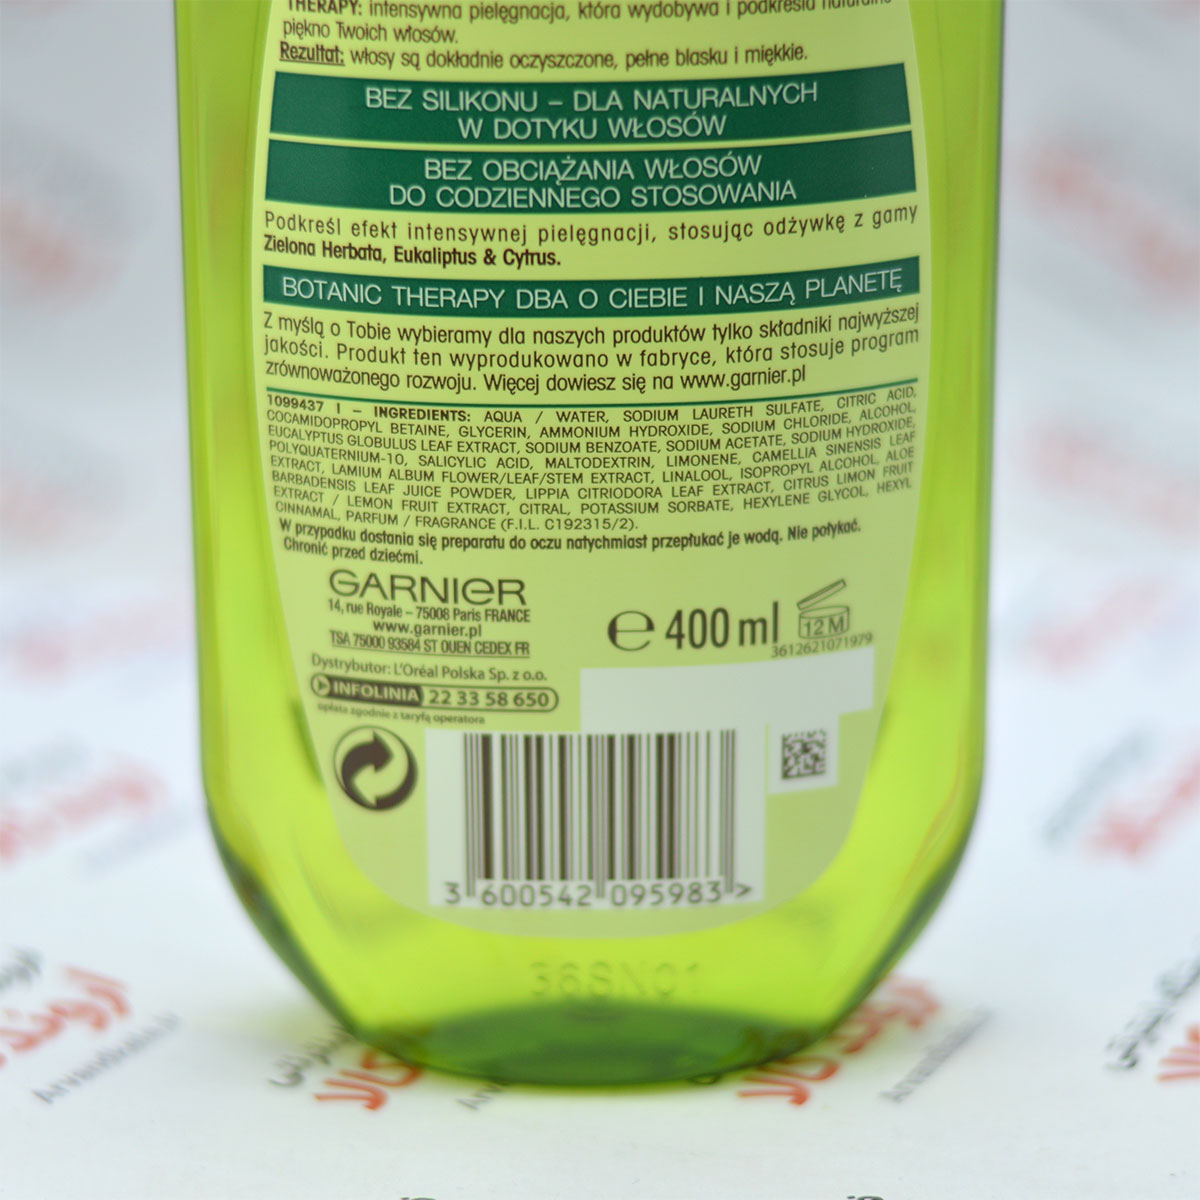 THERAPY: intensywna pielęgnacja, która wydobywa i podkreśla naturalne
piękno Twoich włosów.
Rezultat: włosy są dokładnie oczyszczone, pełne blasku i miękkie.
BEZ SILIKONU – DLA NATURALNYCH
W DOTYKU WŁOSÓW
BEZ OBCIĄŻANIA WŁOSÓW
DO CODZIENNEGO STOSOWANIA
Podkreśl efekt intensywnej pielęgnacji, stosując odżywkę z gamy
Zielona Herbata, Eukaliptus & Cytrus.
BOTANIC THERAPY DBA O CIEBIE I NASZĄ PLANETĘ
Z myślą o Tobie wybieramy dla naszych produktów tylko składniki najwyższej
jakości. Produkt ten wyprodukowano w fabryce, która stosuje program
zrównoważonego rozwoju. Więcej dowiesz się na www.garnier.pl
1099437 I – INGREDIENTS: AQUA / WATER, SODIUM LAURETH SULFATE, CITRIC ACID,
COCAMIDOPROPYL BETAINE, GLYCERIN, AMMONIUM HYDROXIDE, SODIUM CHLORIDE, ALCOHOL,
EUCALYPTUS GLOBULUS LEAF EXTRACT, SODIUM BENZOATE, SODIUM ACETATE, SODIUM HYDROXIDE,
POLYQUATERNIUM-10, SALICYLIC ACID, MALTODEXTRIN, LIMONENE, CAMELLIA SINENSIS LEAF
EXTRACT, LAMIUM ALBUM FLOWER/LEAF/STEM EXTRACT, LINALOOL, ISOPROPYL ALCOHOL, ALOE
BARBADENSIS LEAF JUICE POWDER, LIPPIA CITRIODORA LEAF EXTRACT, CITRUS LIMON FRUIT
EXTRACT / LEMON FRUIT EXTRACT, CITRAL, POTASSIUM SORBATE, HEXYLENE GLYCOL, HEXYL
CINNAMAL, PARFUM / FRAGRANCE (F.I.L. C192315/2).
W przypadku dostania się preparatu do oczu natychmiast przepłukać je wodą. Nie połykać.
Chronić przed dziećmi.
GARNIER
14, rue Royale – 75008 Paris FRANCE
www.garnier.pl
TSA 75000 93584 ST OUEN CEDEX FR
℮ 400 ml
12 M
3612621071979
Dystrybutor: L'Oréal Polska Sp. z o.o.
INFOLINIA 22 33 58 650
opłata zgodnie z taryfą operatora
3 600542 095983 >
36SN01